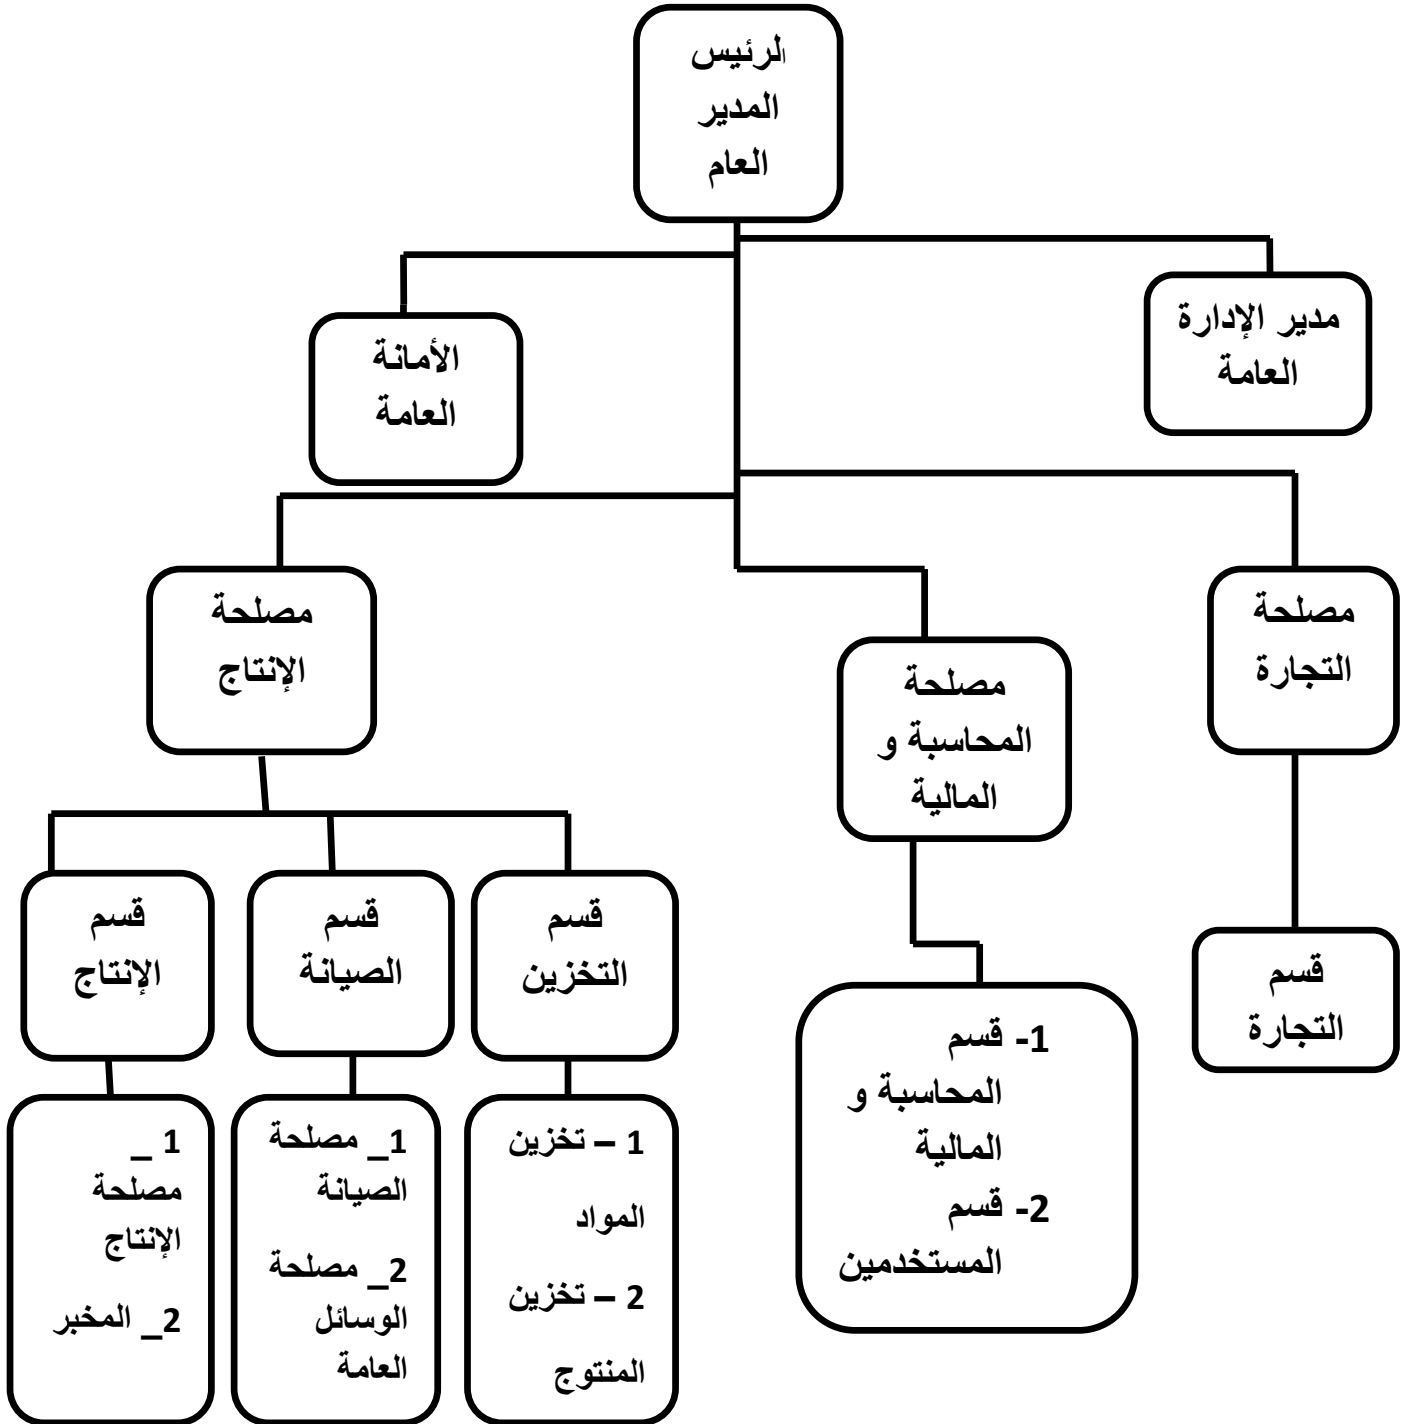 الرئيس
المدير
العام
مدير الإدارة
العامة
الأمانة
العامة
مصلحة
التجارة
مصلحة
المحاسبة و
المالية
مصلحة
الإنتاج
قسم
التجارة
1- قسم
المحاسبة و
المالية
2- قسم
المستخدمين
قسم
التخزين
قسم
الصيانة
قسم
الإنتاج
1 – تخزين
المواد
2 – تخزين
المنتوج
1_ مصلحة
الصيانة
2_ مصلحة
الوسائل
العامة
1 _
مصلحة
الإنتاج
2_ المخبر